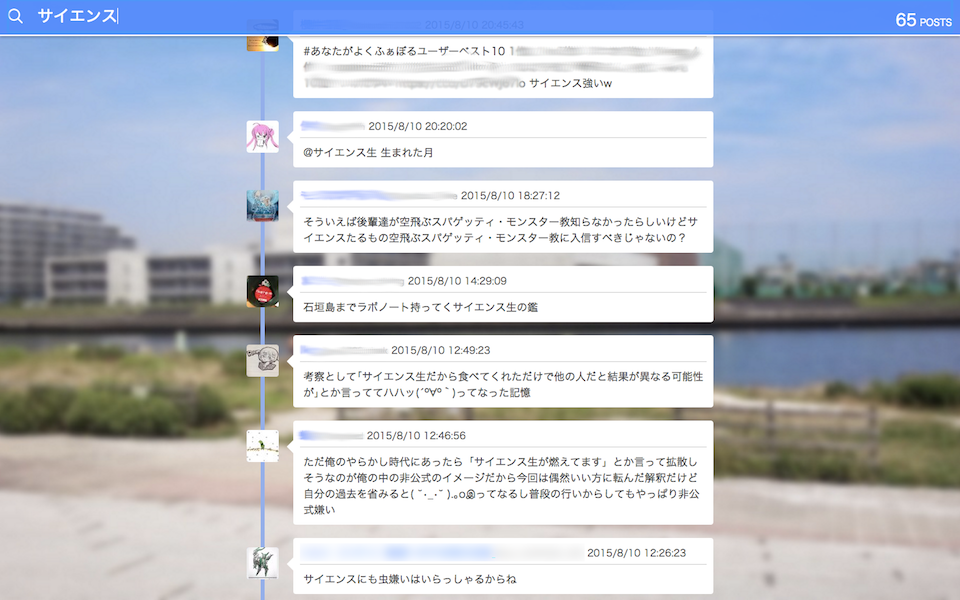 サイエンス
65 POSTS
2015/8/10 20:45:43
#あなたがよくふぁぼるユーザーベスト10 1
サイエンス強いw
2015/8/10 20:20:02
@サイエンス生 生まれた月
2015/8/10 18:27:12
そういえば後輩達が空飛ぶスパゲッティ・モンスター教知らなかったらしいけどサ
イエンスたるもの空飛ぶスパゲッティ・モンスター教に入信すべきじゃないの？
2015/8/10 14:29:09
石垣島までラボノート持ってくサイエンス生の鑑
2015/8/10 12:49:23
考察として｢サイエンス生だから食べてくれただけで他の人だと結果が異なる可能性
が｣とか言っててハハッ(´º∀º｀)ってなった記憶
2015/8/10 12:46:56
ただ俺のやらかし時代にあったら「サイエンス生が燃えてます」とか言って拡散し
そうなのが俺の中の非公式のイメージだから今回は偶然いい方に転んだ解釈だけど
自分の過去を省みると( ˘･_･˘ ).｡oஇってなるし普段の行いからしてもやっぱり非公
式嫌い
2015/8/10 12:26:23
サイエンスにも虫嫌いはいらっしゃるからね